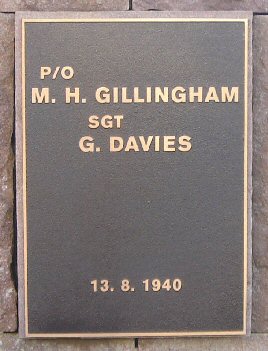 P/O
M. H. GILLINGHAM
SGT
G. DAVIES
13. 8. 1940